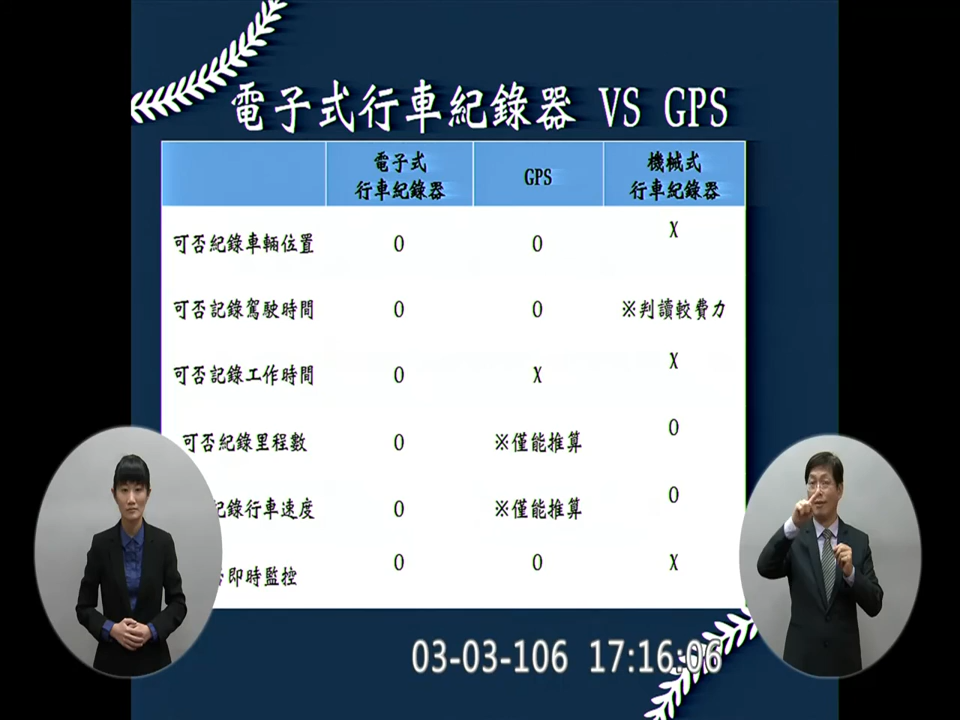 電子式行車紀錄器 VS GPS
電子式
行車紀錄器
GPS
機械式
行車紀錄器
可否紀錄車輛位置 O O X
可否記錄駕駛時間 O O ※判讀較費力
可否記錄工作時間 O X X
可否紀錄里程數 O ※僅能推算 O
紀錄行車速度 O ※僅能推算 O
即時監控 O O X
03-03-106 17:16:06